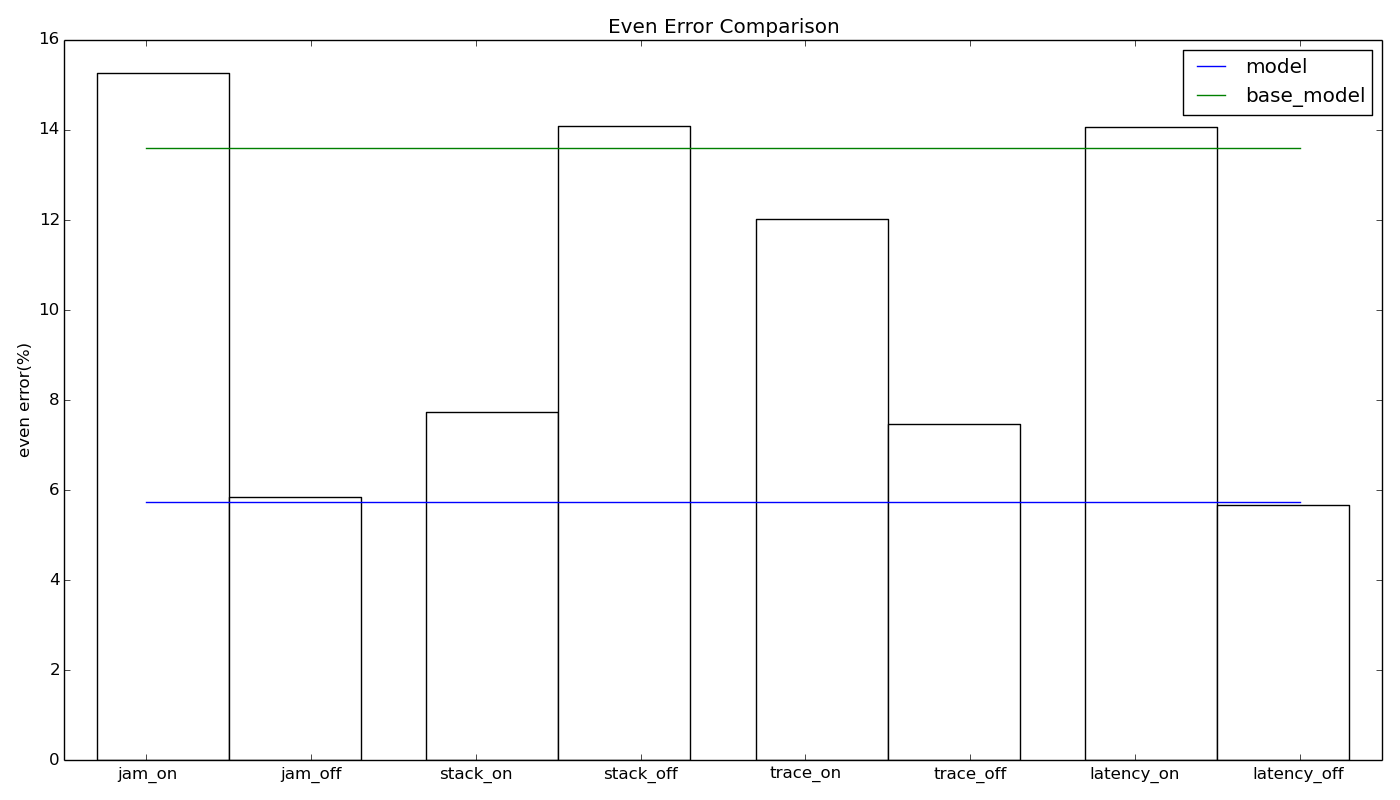 Even Error Comparison
model
base_model
even error(%)
16
14
12
10
8
6
4
2
0
jam_on jam_off stack_on stack_off trace_on trace_off latency_on latency_off